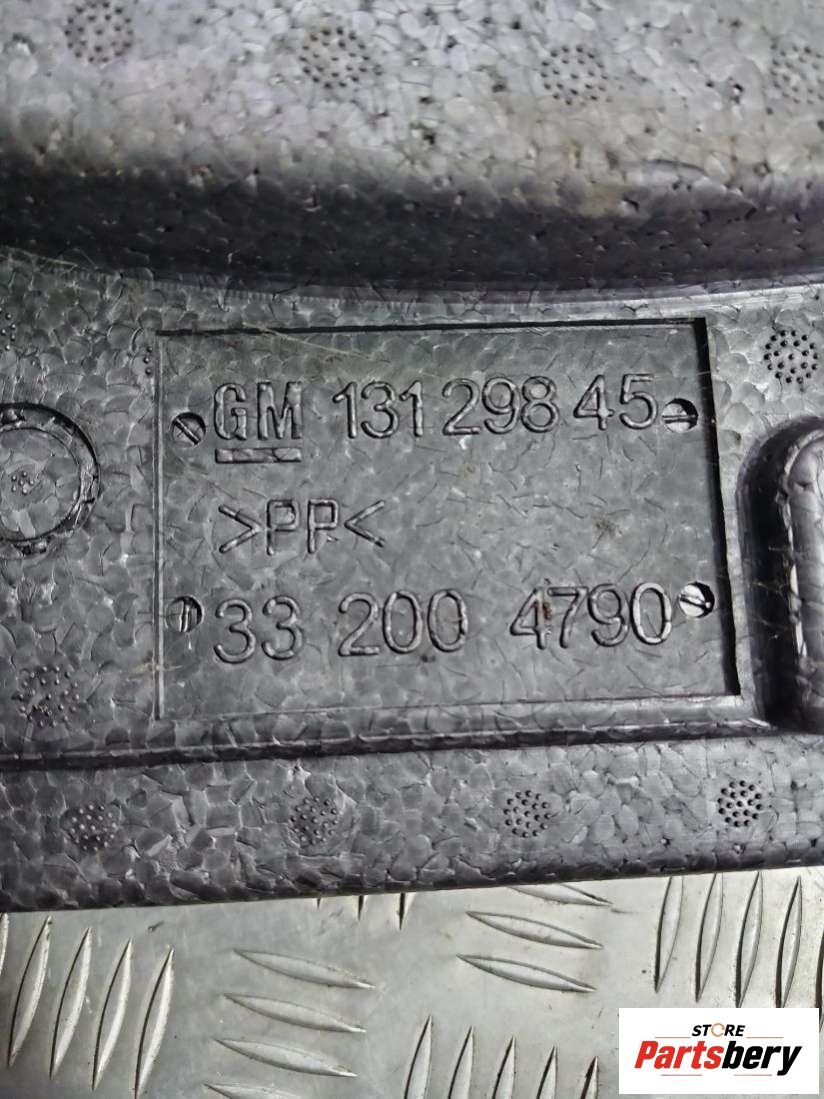 GM 131 298 45
>PP<
33 200 4790
STORE
Partsbery